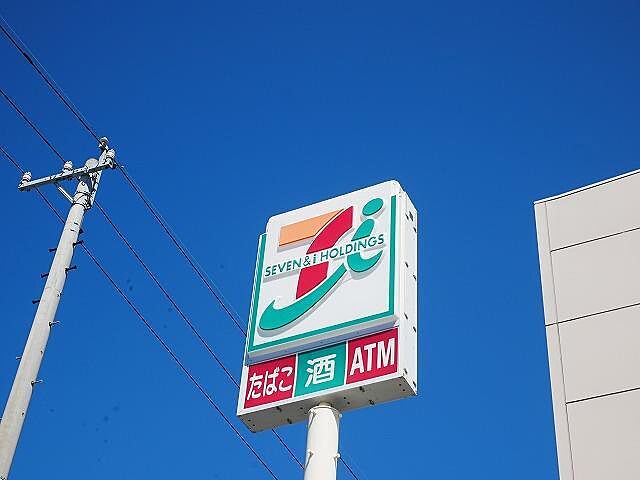 SEVEN & i HOLDINGS
たばこ 酒 ATM